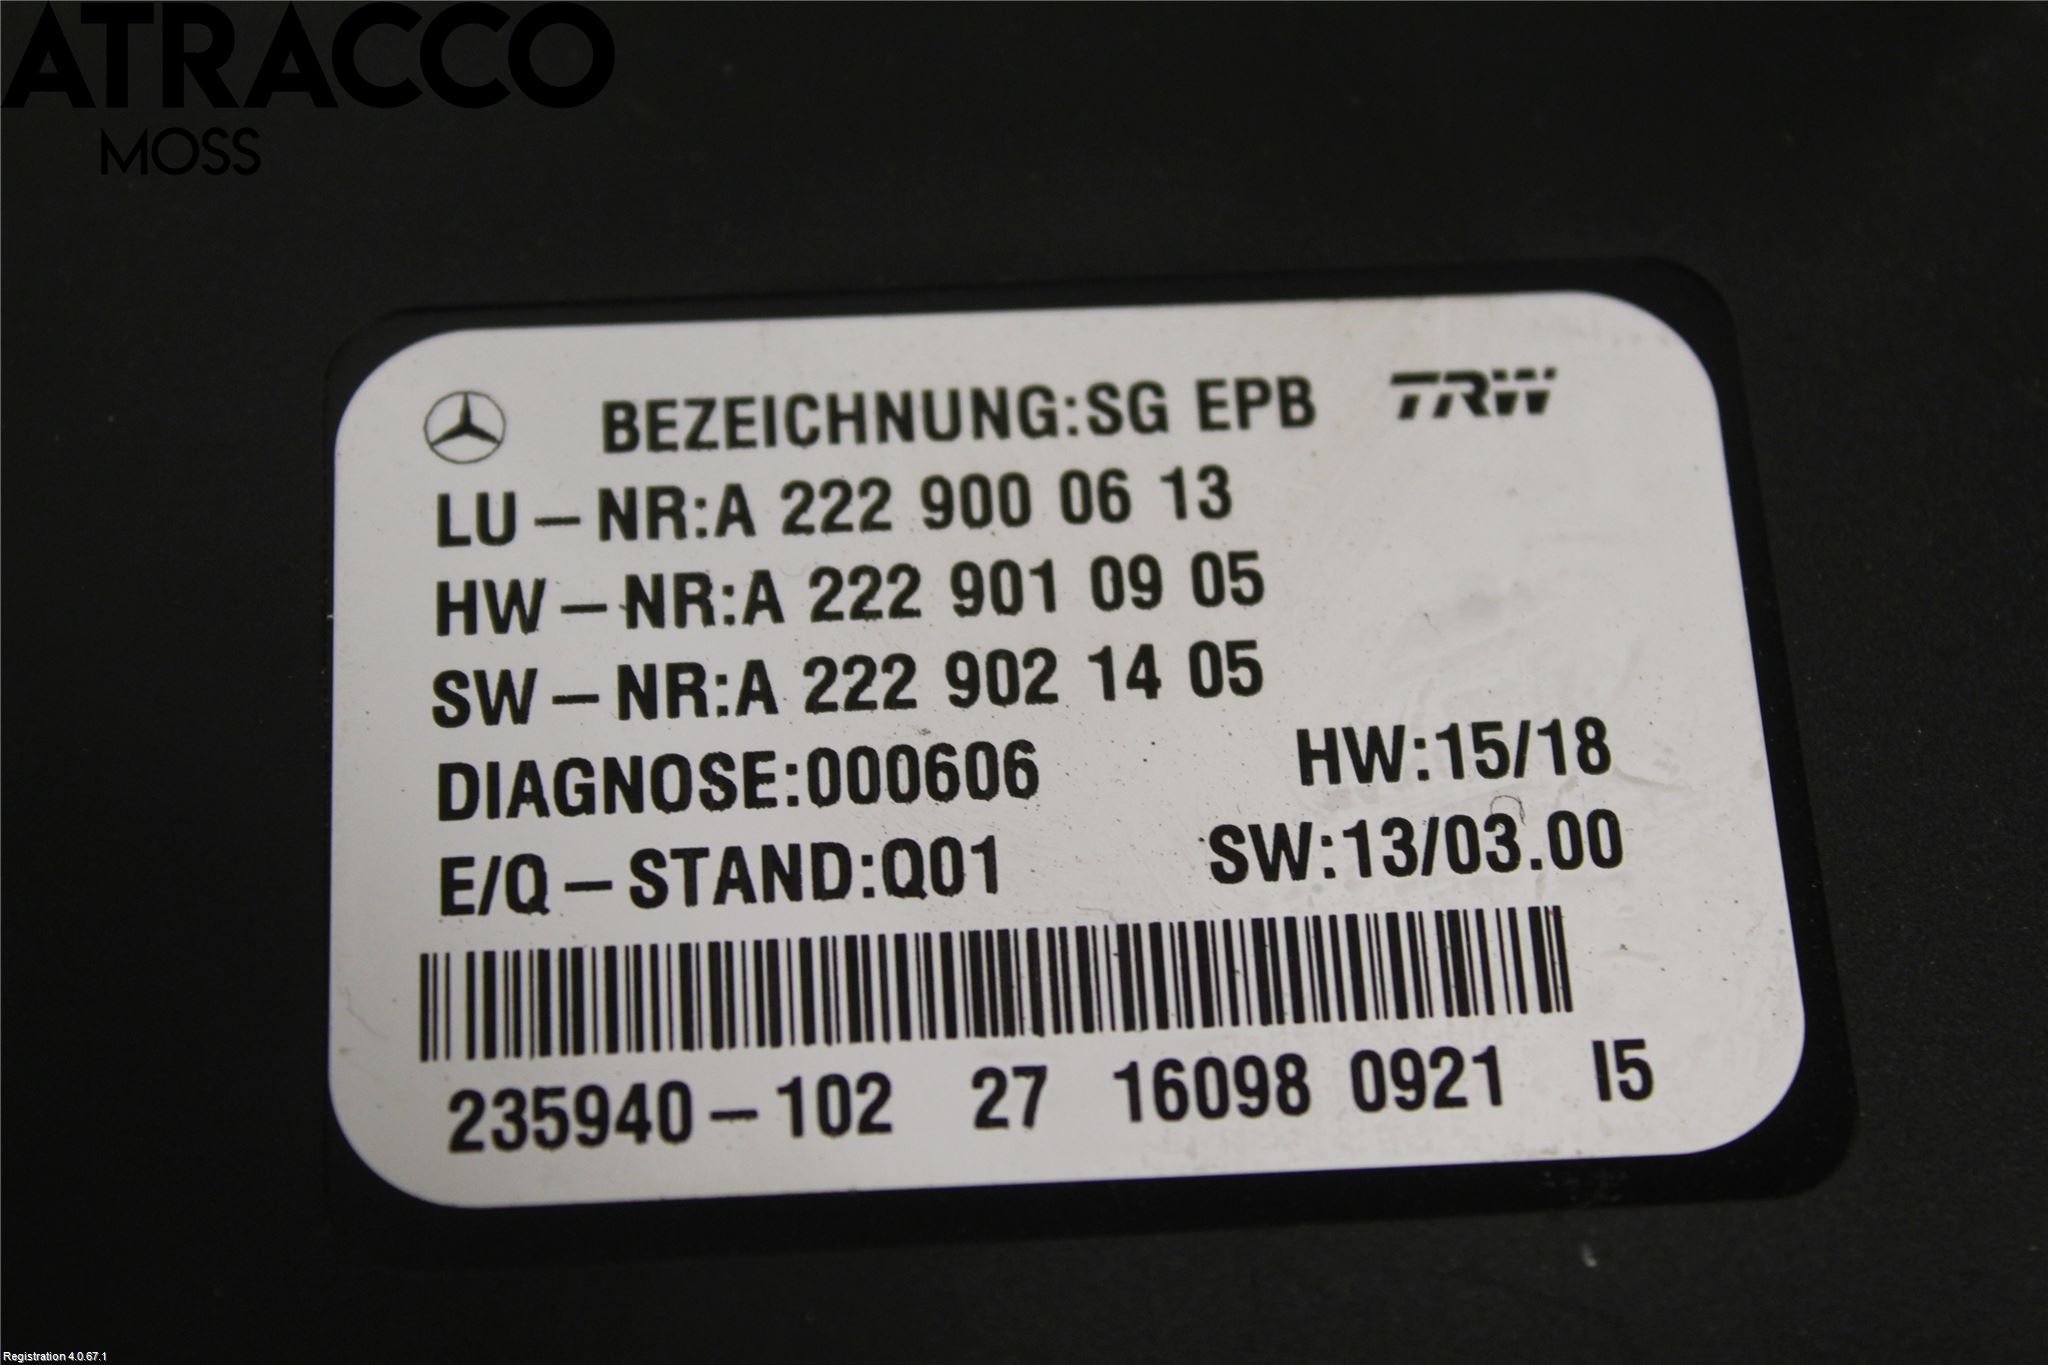 ATRACCO
MOSS
BEZEICHNUNG:SG EPB TRW
LU-NR:A 222 900 06 13
HW-NR:A 222 901 09 05
SW-NR:A 222 902 14 05
DIAGNOSE:000606 HW:15/18
E/Q-STAND:Q01 SW:13/03.00
235940-102 27 16098 0921 I5
Registration 4.0.67.1